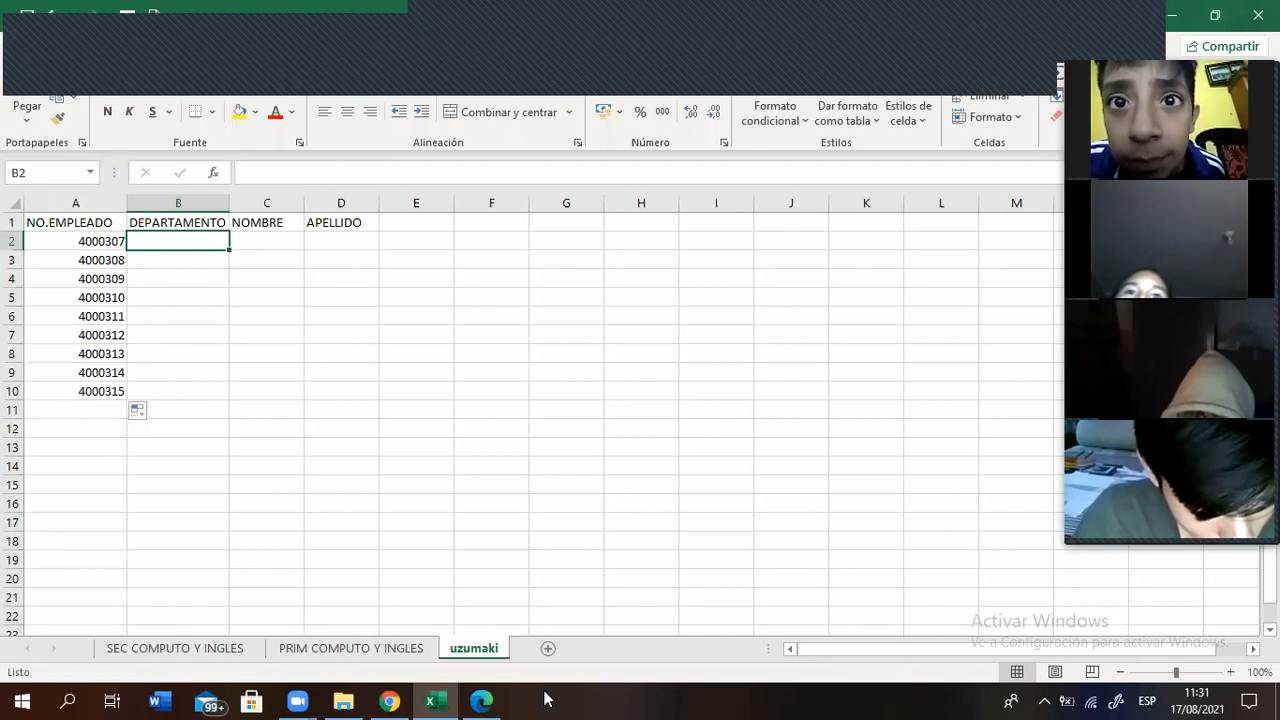 Compartir
Pegar
N K S
Combinar y centrar
% 000
Formato condicional
Dar formato como tabla
Estilos de celda
Eliminar
Formato
Portapapeles
Fuente
Alineación
Número
Estilos
Celdas
B2
fx
A B C D E F G H I J K L M
1 NO.EMPLEADO DEPARTAMENTO NOMBRE APELLIDO
2 4000307
3 4000308
4 4000309
5 4000310
6 4000311
7 4000312
8 4000313
9 4000314
10 4000315
11
12
13
14
15
16
17
18
19
20
21
22
23
Activar Windows
Ve a Configuración para activar Windows.
SEC COMPUTO Y INGLES PRIM COMPUTO Y INGLES uzumaki
Listo
100%
99+
ESP
11:31
17/08/2021